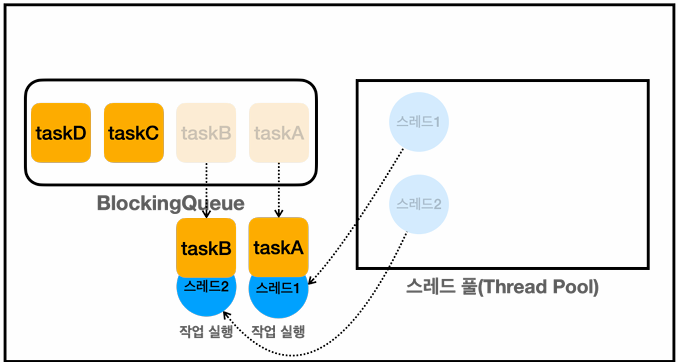 taskD
taskC
taskB
taskA
스레드1
스레드2
BlockingQueue
taskB
taskA
스레드2
스레드1
스레드 풀(Thread Pool)
작업 실행
작업 실행